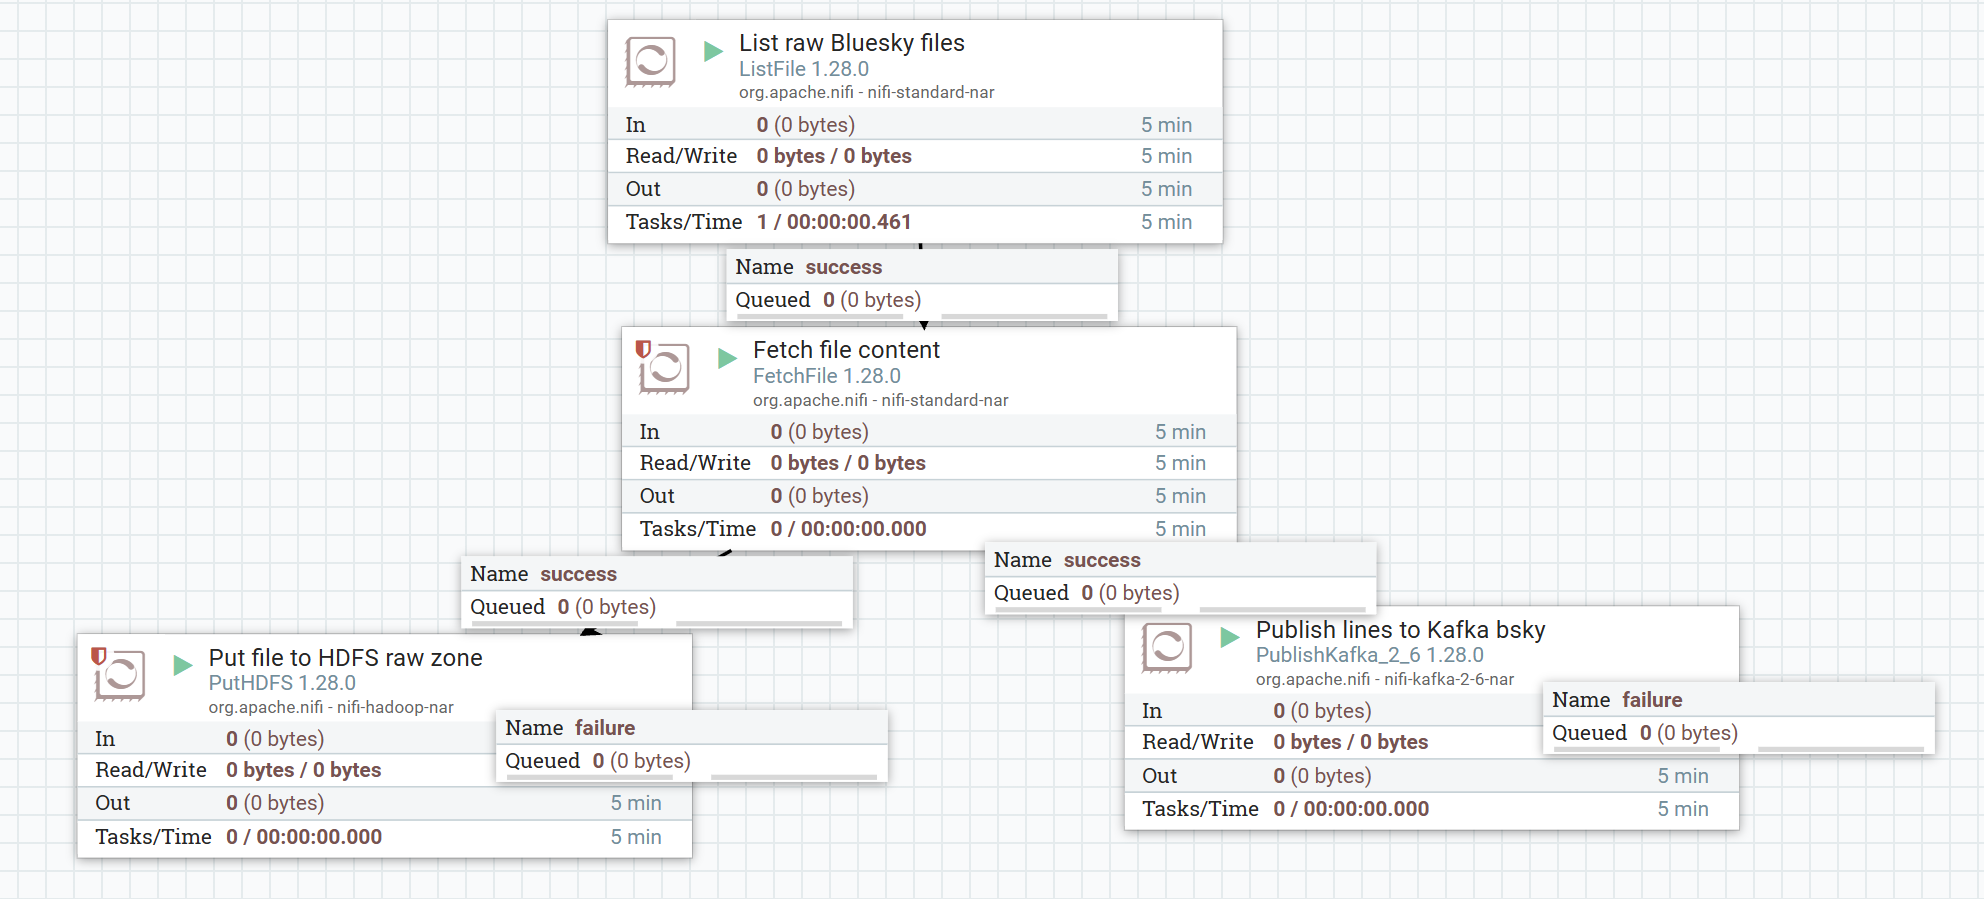 List raw Bluesky files
ListFile 1.28.0
org.apache.nifi - nifi-standard-nar
In 0 (0 bytes) 5 min
Read/Write 0 bytes / 0 bytes 5 min
Out 0 (0 bytes) 5 min
Tasks/Time 1 / 00:00:00.461 5 min
Name success
Queued 0 (0 bytes)
Fetch file content
FetchFile 1.28.0
org.apache.nifi - nifi-standard-nar
In 0 (0 bytes) 5 min
Read/Write 0 bytes / 0 bytes 5 min
Out 0 (0 bytes) 5 min
Tasks/Time 0 / 00:00:00.000 5 min
Name success
Queued 0 (0 bytes)
Name success
Queued 0 (0 bytes)
Put file to HDFS raw zone
PutHDFS 1.28.0
org.apache.nifi - nifi-hadoop-nar
In 0 (0 bytes)
Read/Write 0 bytes / 0 bytes
Out 0 (0 bytes) 5 min
Tasks/Time 0 / 00:00:00.000 5 min
Name failure
Queued 0 (0 bytes)
Publish lines to Kafka bsky
PublishKafka_2_6 1.28.0
org.apache.nifi - nifi-kafka-2-6-nar
In 0 (0 bytes)
Read/Write 0 bytes / 0 bytes
Out 0 (0 bytes) 5 min
Tasks/Time 0 / 00:00:00.000 5 min
Name failure
Queued 0 (0 bytes)